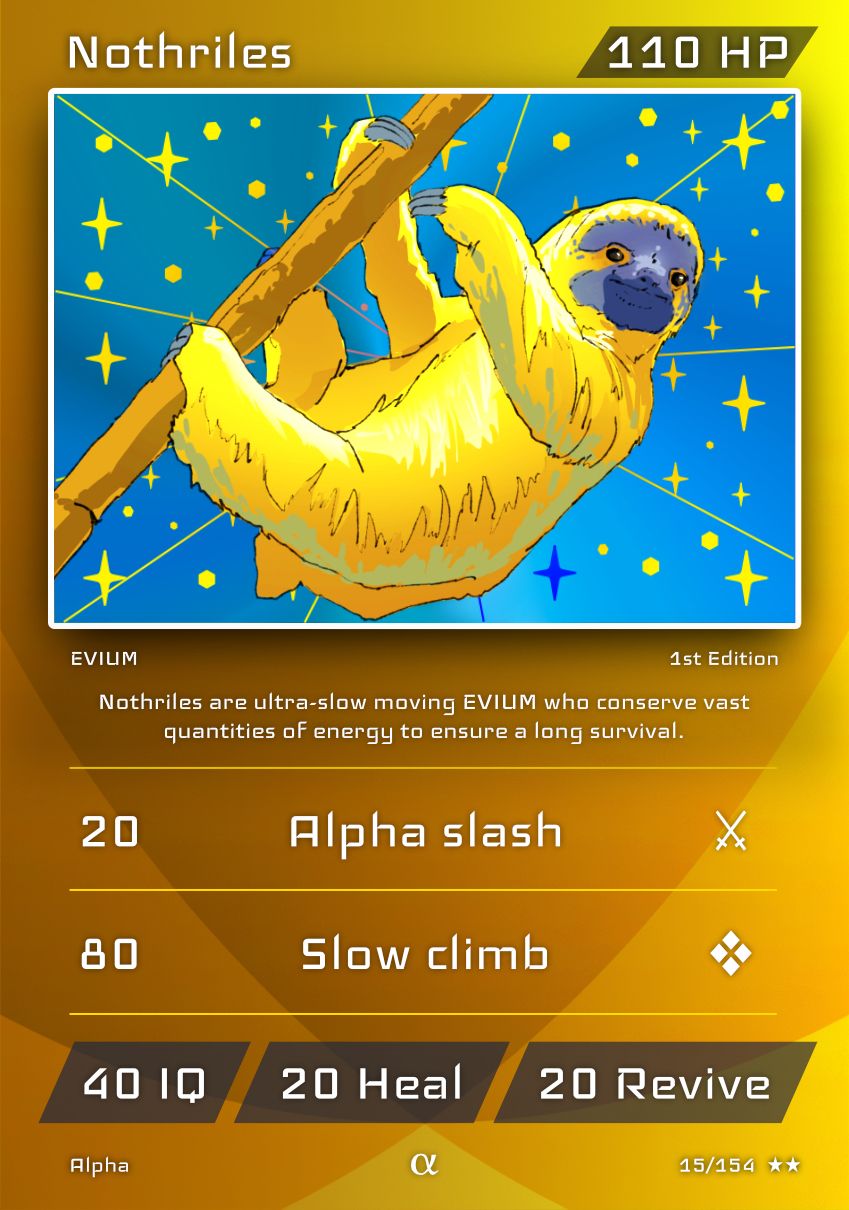 Nothriles
110 HP
EVIUM
1st Edition
Nothriles are ultra-slow moving EVIUM who conserve vast
quantities of energy to ensure a long survival.
20 Alpha slash
80 Slow climb
40 IQ 20 Heal 20 Revive
Alpha α 15/154 ★★